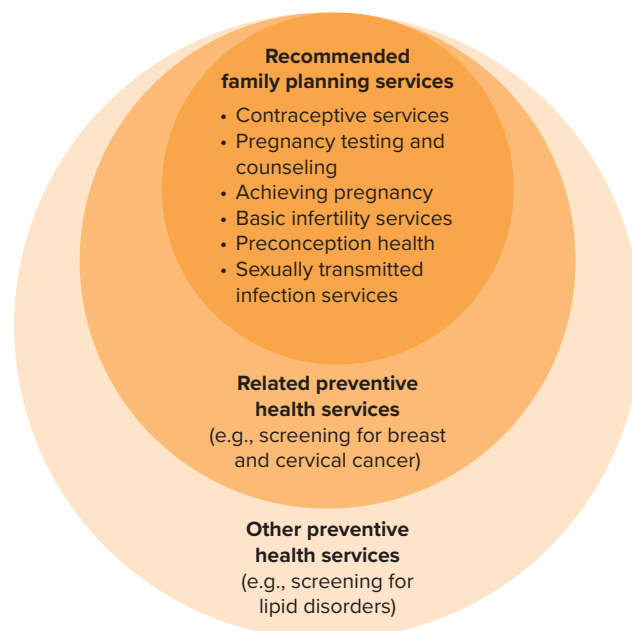 Recommended
family planning services
• Contraceptive services
• Pregnancy testing and
counseling
• Achieving pregnancy
• Basic infertility services
• Preconception health
• Sexually transmitted
infection services
Related preventive
health services
(e.g., screening for breast
and cervical cancer)
Other preventive
health services
(e.g., screening for
lipid disorders)